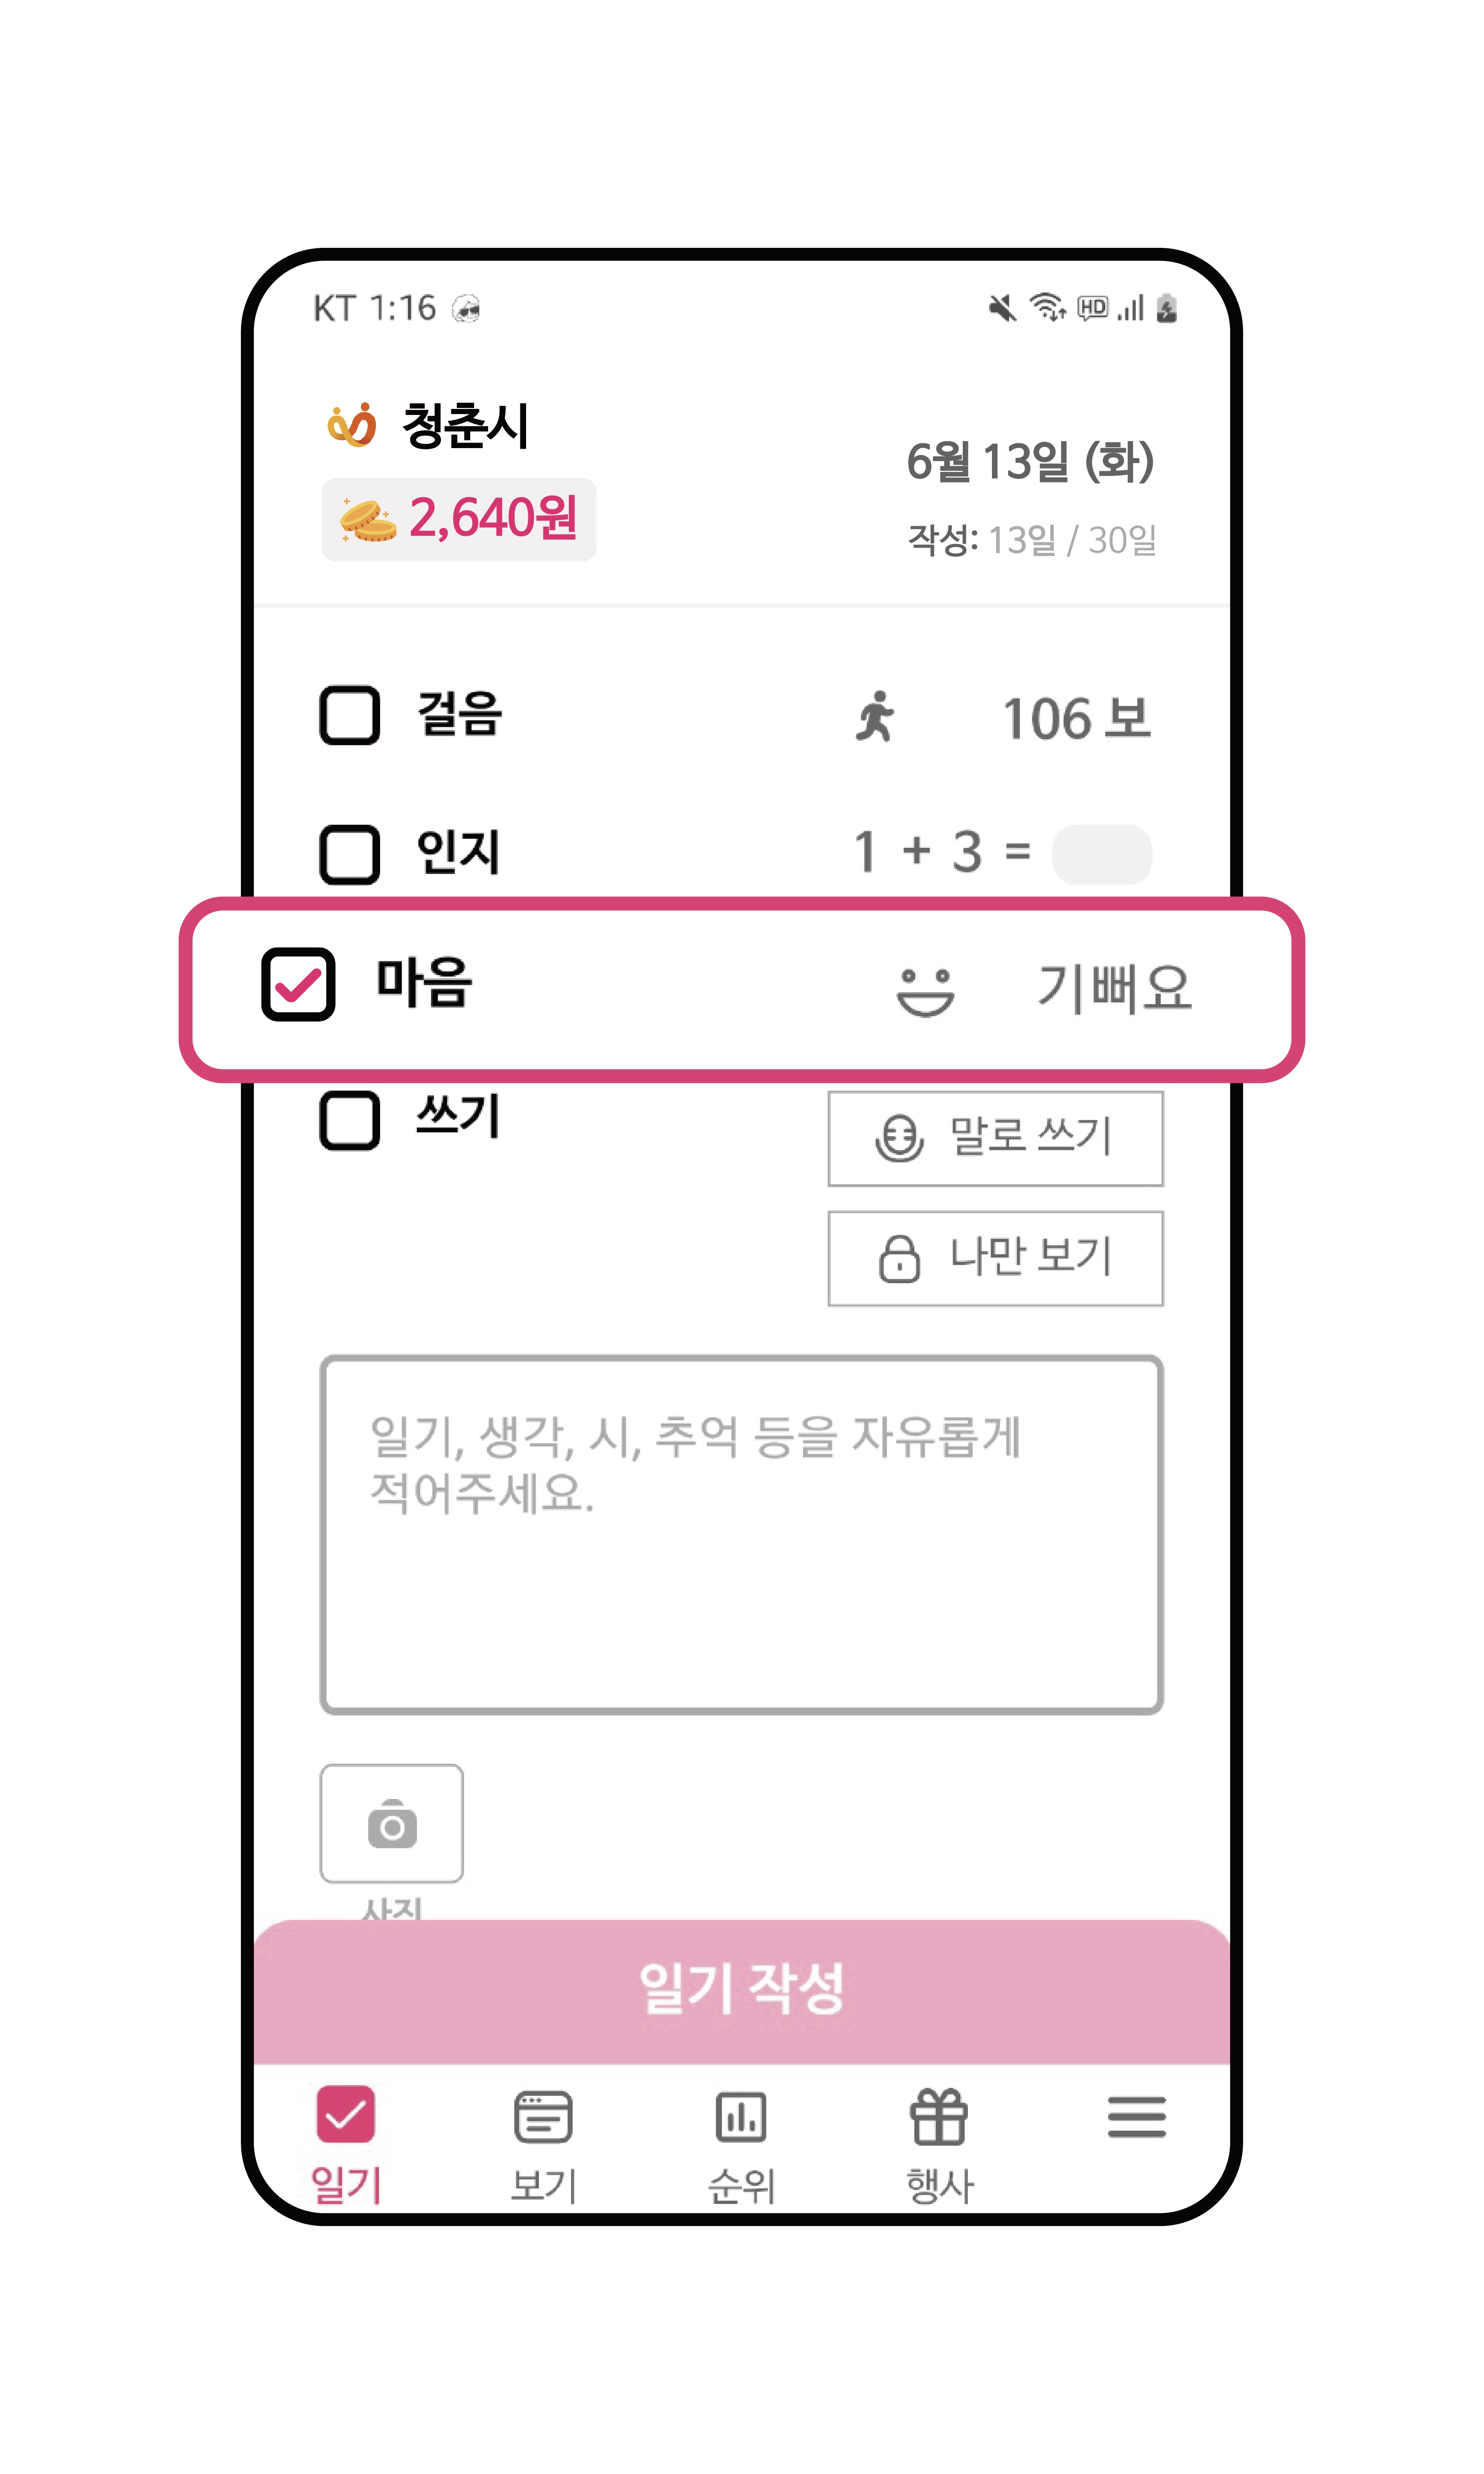 KT 1:16
HD
청춘시
2,640원
6월 13일 (화)
작성: 13일 / 30일
걸음
106 보
인지
1 + 3 =
마음
기뻐요
쓰기
말로 쓰기
나만 보기
일기, 생각, 시, 추억 등을 자유롭게
적어주세요.
사진
일기 작성
일기
보기
순위
행사